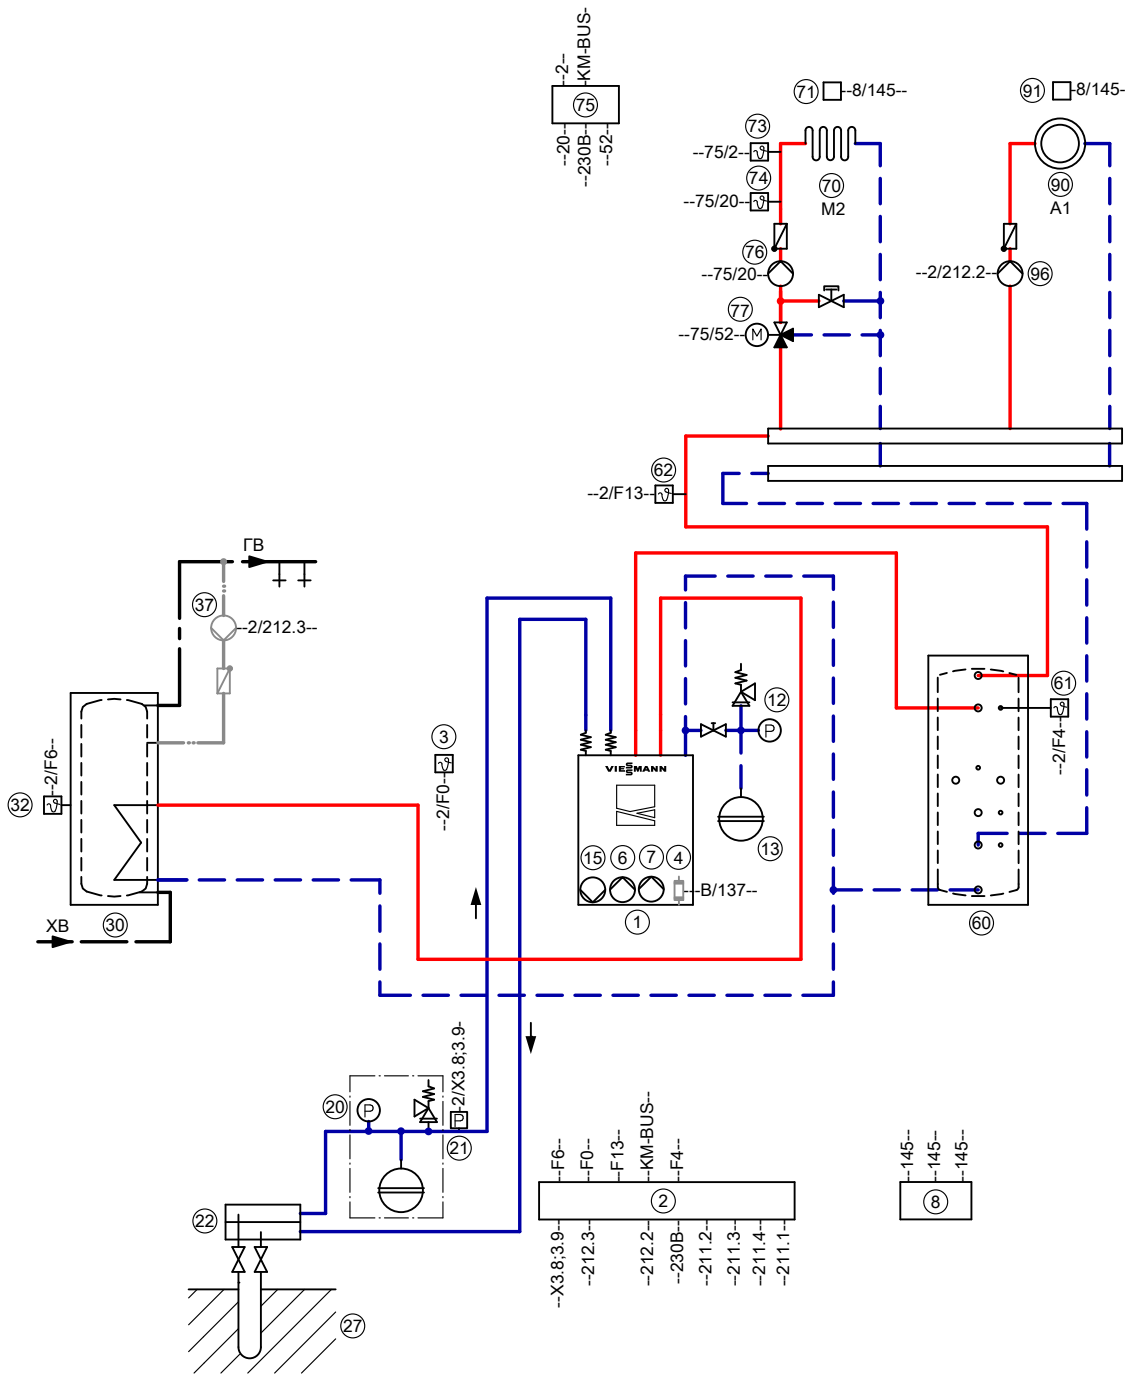 --2--
--KM-BUS--
75
--20--
--230В--
--52--
71
--8/145--
91
--8/145--
73
--75/2--
74
--75/20--
70
M2
90
A1
76
--75/20--
--2/212.2--
96
77
--75/52--
M
62
--2/F13--
ГВ
37
--2/212.3--
61
--2/F4--
12
P
3
--2/F0--
VIESSMANN
32
--2/F6--
13
15
6
7
4
---B/137--
1
30
ХВ
60
20
P
P
--2/X3.8;3.9--
21
22
27
--F6--
--F0--
--F13--
--KM-BUS--
--F4--
2
--X3.8;3.9--
--212.3--
--212.2--
--230В--
--211.2--
--211.3--
--211.4--
--211.1--
--145--
--145--
--145--
8